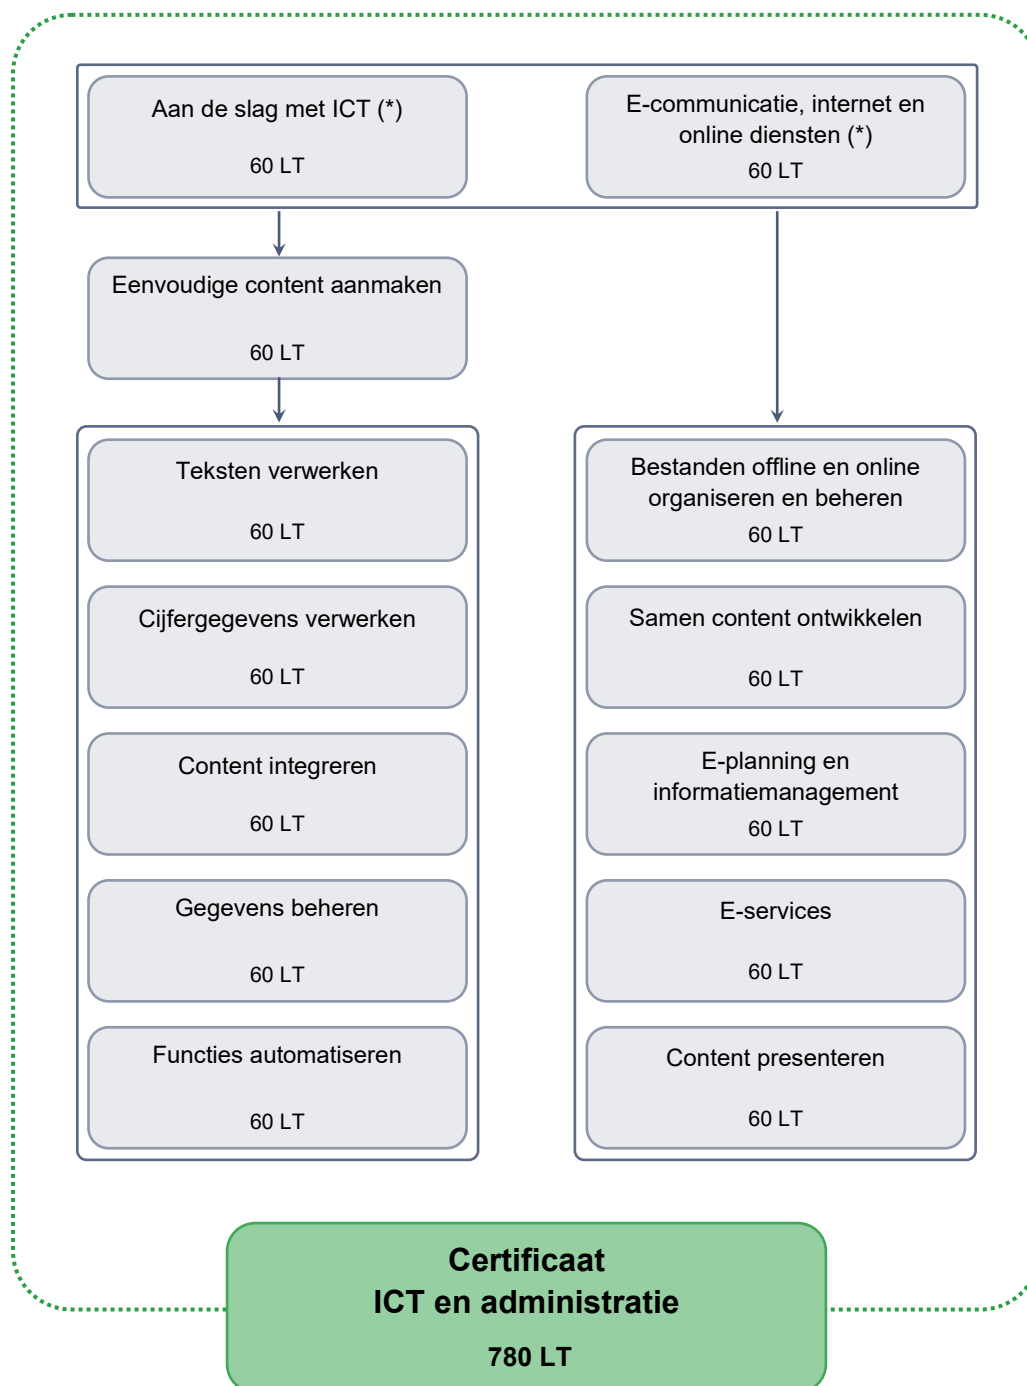 Aan de slag met ICT (*)
60 LT
E-communicatie, internet en
online diensten (*)
60 LT
Eenvoudige content aanmaken
60 LT
Teksten verwerken
60 LT
Cijfergegevens verwerken
60 LT
Content integreren
60 LT
Gegevens beheren
60 LT
Functies automatiseren
60 LT
Bestanden offline en online
organiseren en beheren
60 LT
Samen content ontwikkelen
60 LT
E-planning en
informatiemanagement
60 LT
E-services
60 LT
Content presenteren
60 LT
Certificaat
ICT en administratie
780 LT